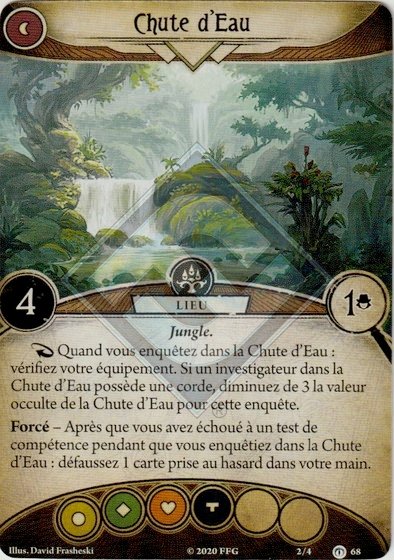 Chute d'Eau
4
LIEU
1
Jungle.
Quand vous enquêtez dans la Chute d'Eau :
vérifiez votre équipement. Si un investigateur dans la
Chute d'Eau possède une corde, diminuez de 3 la valeur
occulte de la Chute d'Eau pour cette enquête.
Forcé – Après que vous avez échoué à un test de
compétence pendant que vous enquêtiez dans la Chute
d'Eau : défaussez 1 carte prise au hasard dans votre main.
Illus. David Frasheski © 2020 FFG 2/4 68